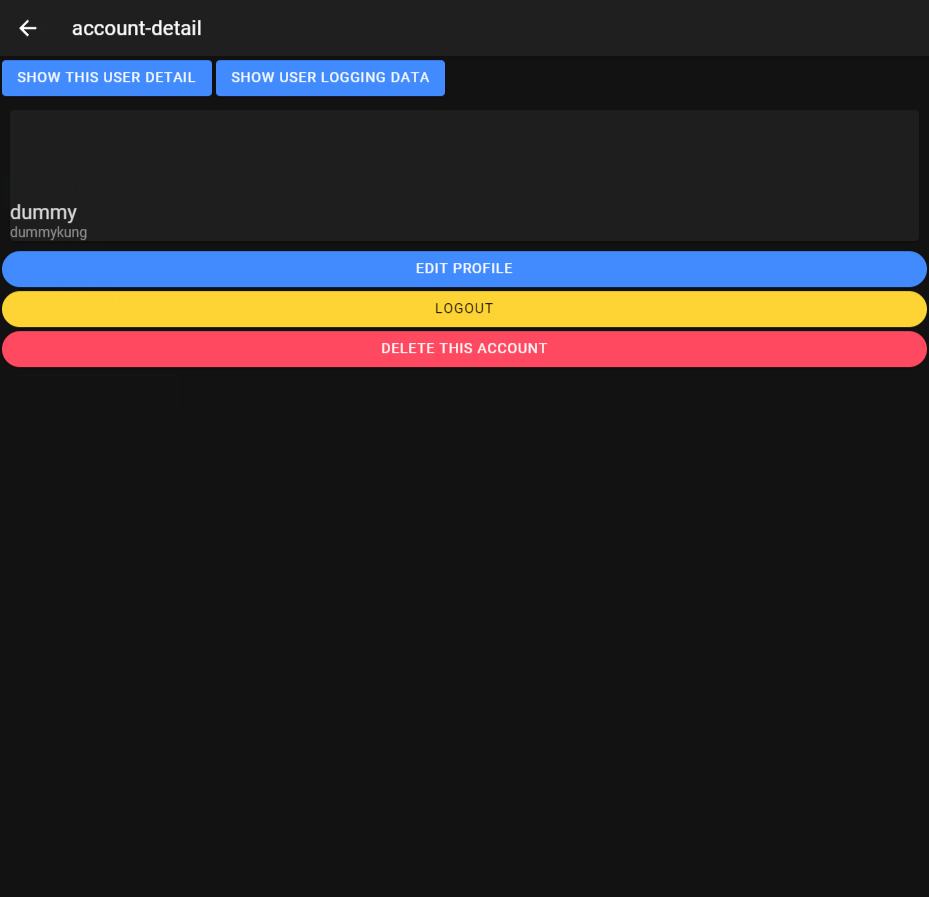 account-detail
SHOW THIS USER DETAIL SHOW USER LOGGING DATA
dummy
dummykung
EDIT PROFILE
LOGOUT
DELETE THIS ACCOUNT